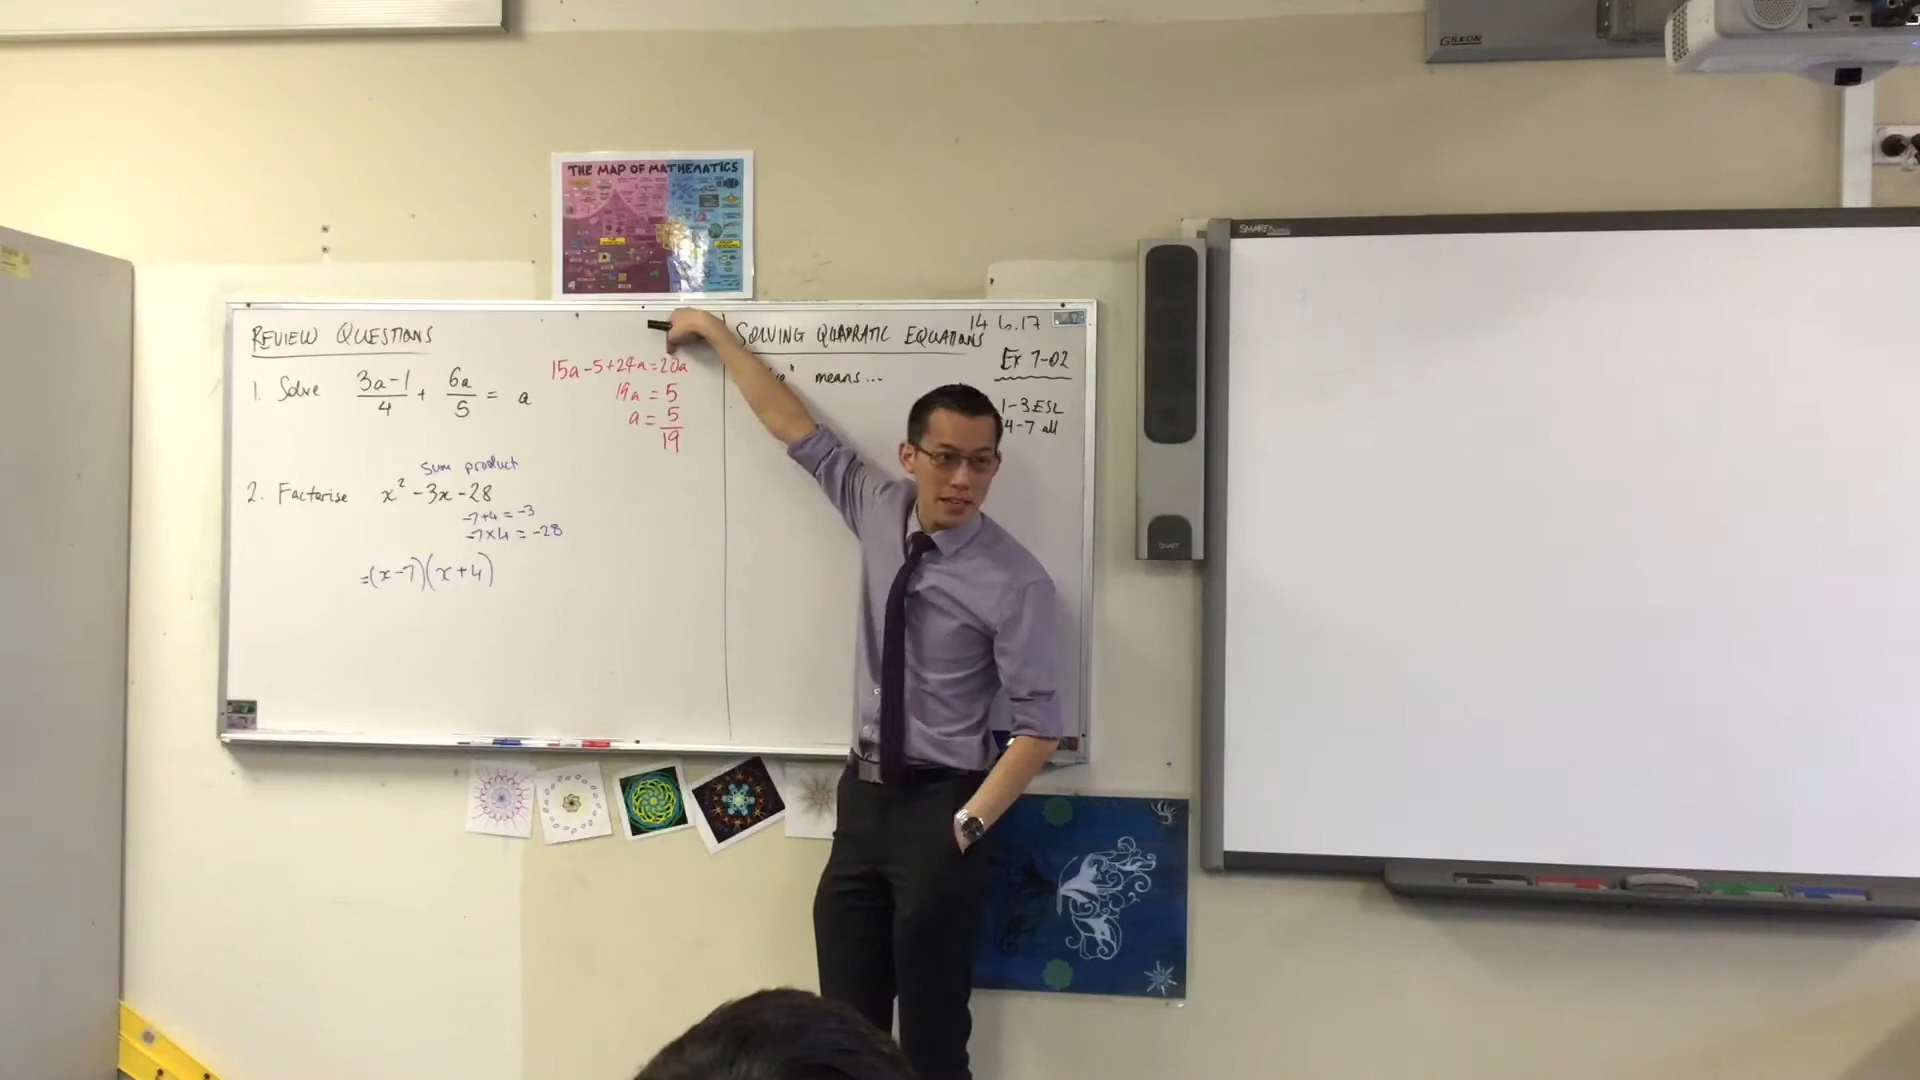 GILKON
THE MAP OF MATHEMATICS
SMART
REVIEW QUESTIONS
1. Solve (3a-1)/4 + 6a/5 = a
15a-5+24a=20a
19a = 5
a = 5/19
sum product
2. Factorise x² -3x -28
-7+4 = -3
-7×4 = -28
=(x-7)(x+4)
SOLVING QUADRATIC EQUATIONS
14 6.17
means...
Ex 7-02
1-3 ESL
4-7 all
SMART